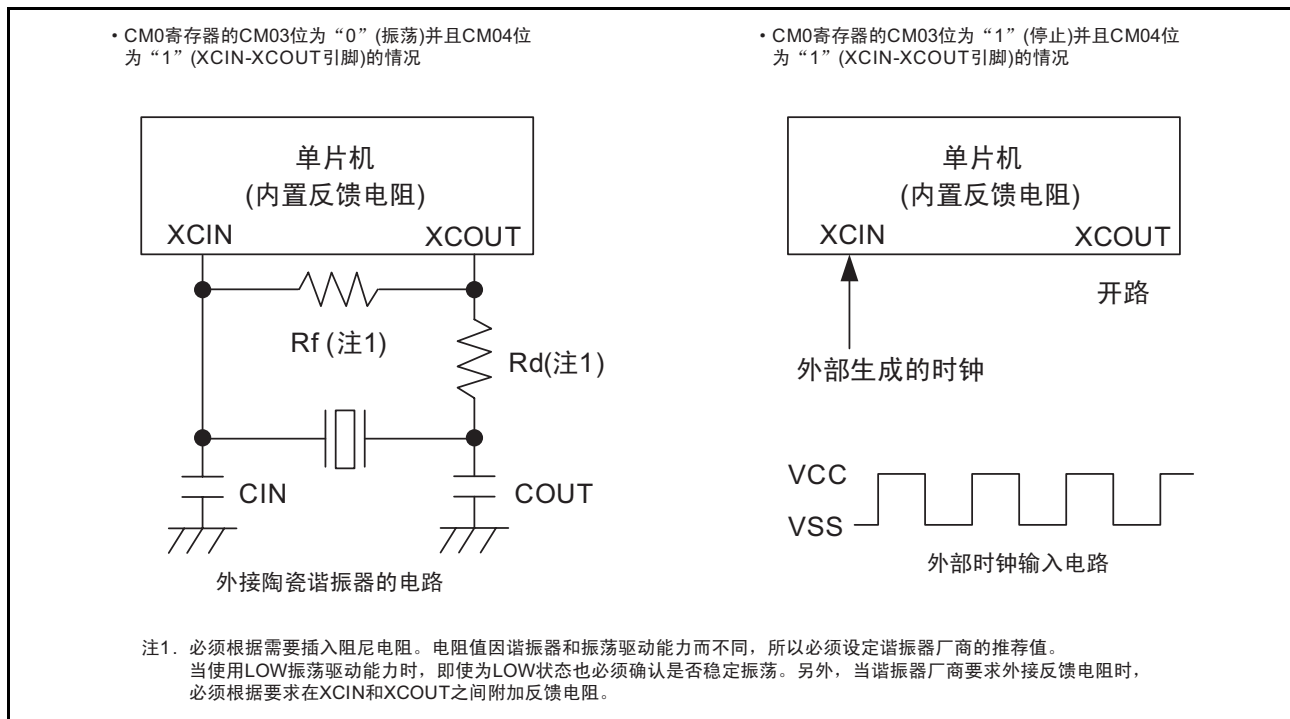 • CM0寄存器的CM03位为“0”(振荡)并且CM04位
为“1”(XCIN-XCOUT引脚)的情况
单片机
(内置反馈电阻)
XCIN
XCOUT
Rf (注1)
Rd(注1)
CIN
COUT
外接陶瓷谐振器的电路
• CM0寄存器的CM03位为“1”(停止)并且CM04位
为“1”(XCIN-XCOUT引脚)的情况
单片机
(内置反馈电阻)
XCIN
XCOUT
开路
外部生成的时钟
VCC
VSS
外部时钟输入电路
注1. 必须根据需要插入阻尼电阻。电阻值因谐振器和振荡驱动能力而不同，所以必须设定谐振器厂商的推荐值。
当使用LOW振荡驱动能力时，即使为LOW状态也必须确认是否稳定振荡。另外，当谐振器厂商要求外接反馈电阻时，
必须根据要求在XCIN和XCOUT之间附加反馈电阻。